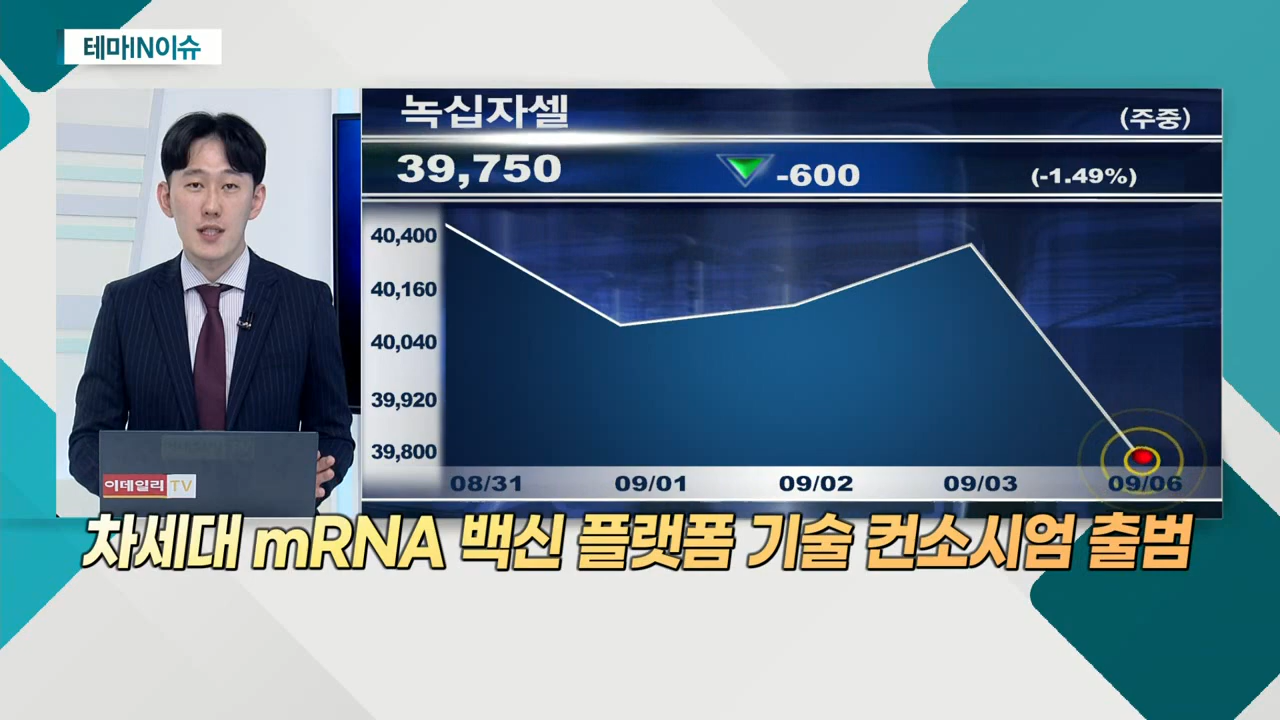 테마IN이슈
녹십자셀 (주중)
39,750 -600 (-1.49%)
40,400
40,160
40,040
39,920
39,800
08/31 09/01 09/02 09/03 09/06
이데일리TV
차세대 mRNA 백신 플랫폼 기술 컨소시엄 출범